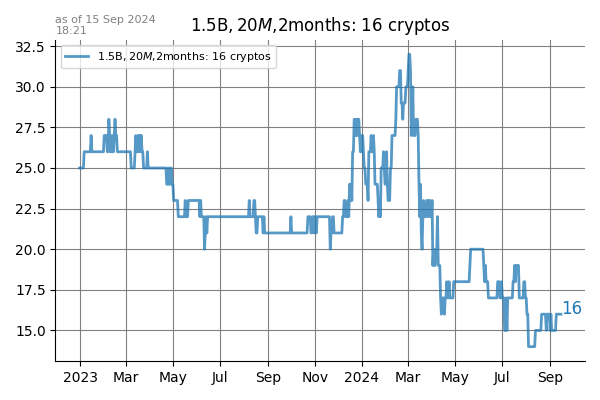 as of 15 Sep 2024
18:21
1.5B, 20M,2months: 16 cryptos
1.5B, 20M,2months: 16 cryptos
32.5
30.0
27.5
25.0
22.5
20.0
17.5
15.0
16
2023 Mar May Jul Sep Nov 2024 Mar May Jul Sep